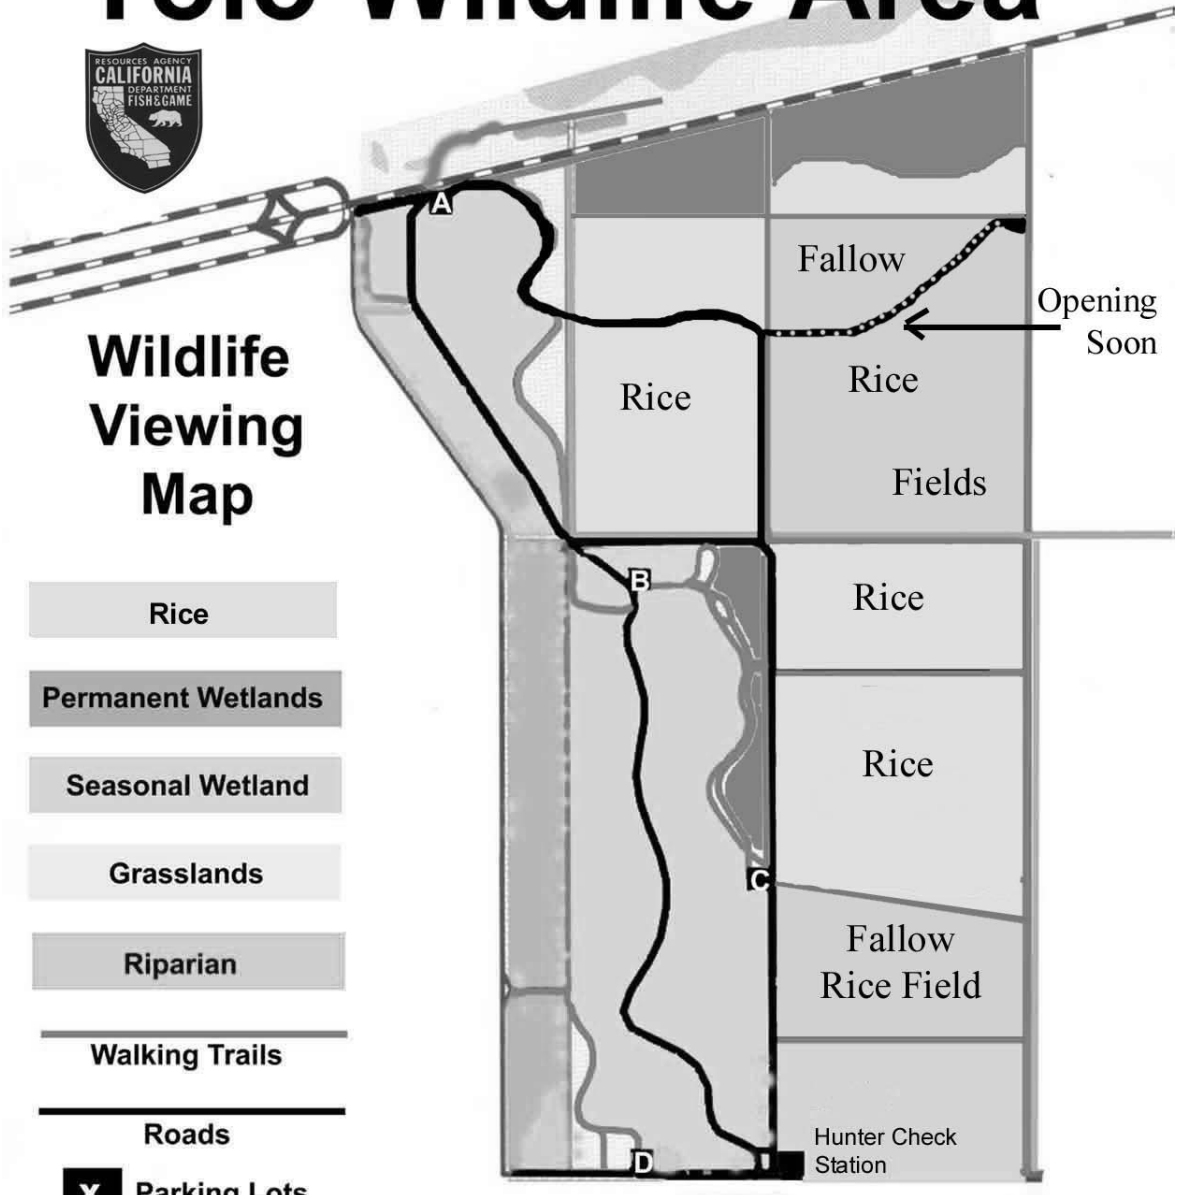 Yolo Wildlife Area
RESOURCES AGENCY
CALIFORNIA
DEPARTMENT
FISH&GAME
A
Fallow
Opening
Soon
Wildlife
Viewing
Map
Rice
Rice
Fields
B
Rice
Rice
Permanent Wetlands
Seasonal Wetland
Rice
Grasslands
C
Riparian
Fallow
Rice Field
Walking Trails
Roads
D
Hunter Check
Station
X Parking Lots